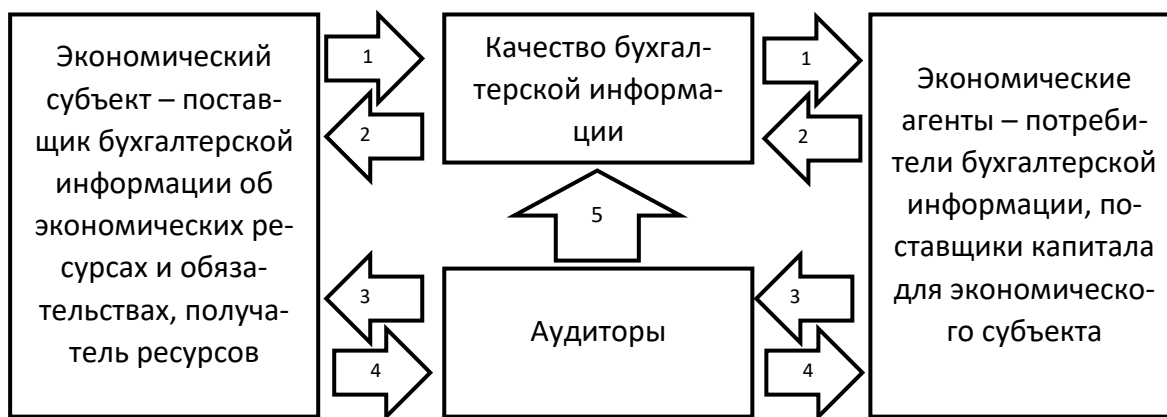 Экономический
субъект – постав-
щик бухгалтерской
информации об
экономических ре-
сурсах и обяза-
тельствах, получа-
тель ресурсов
1
2
3
4
Качество бухгал-
терской информа-
ции
5
Аудиторы
1
2
3
4
Экономические
агенты – потреби-
тели бухгалтерской
информации, по-
ставщики капитала
для экономическо-
го субъекта